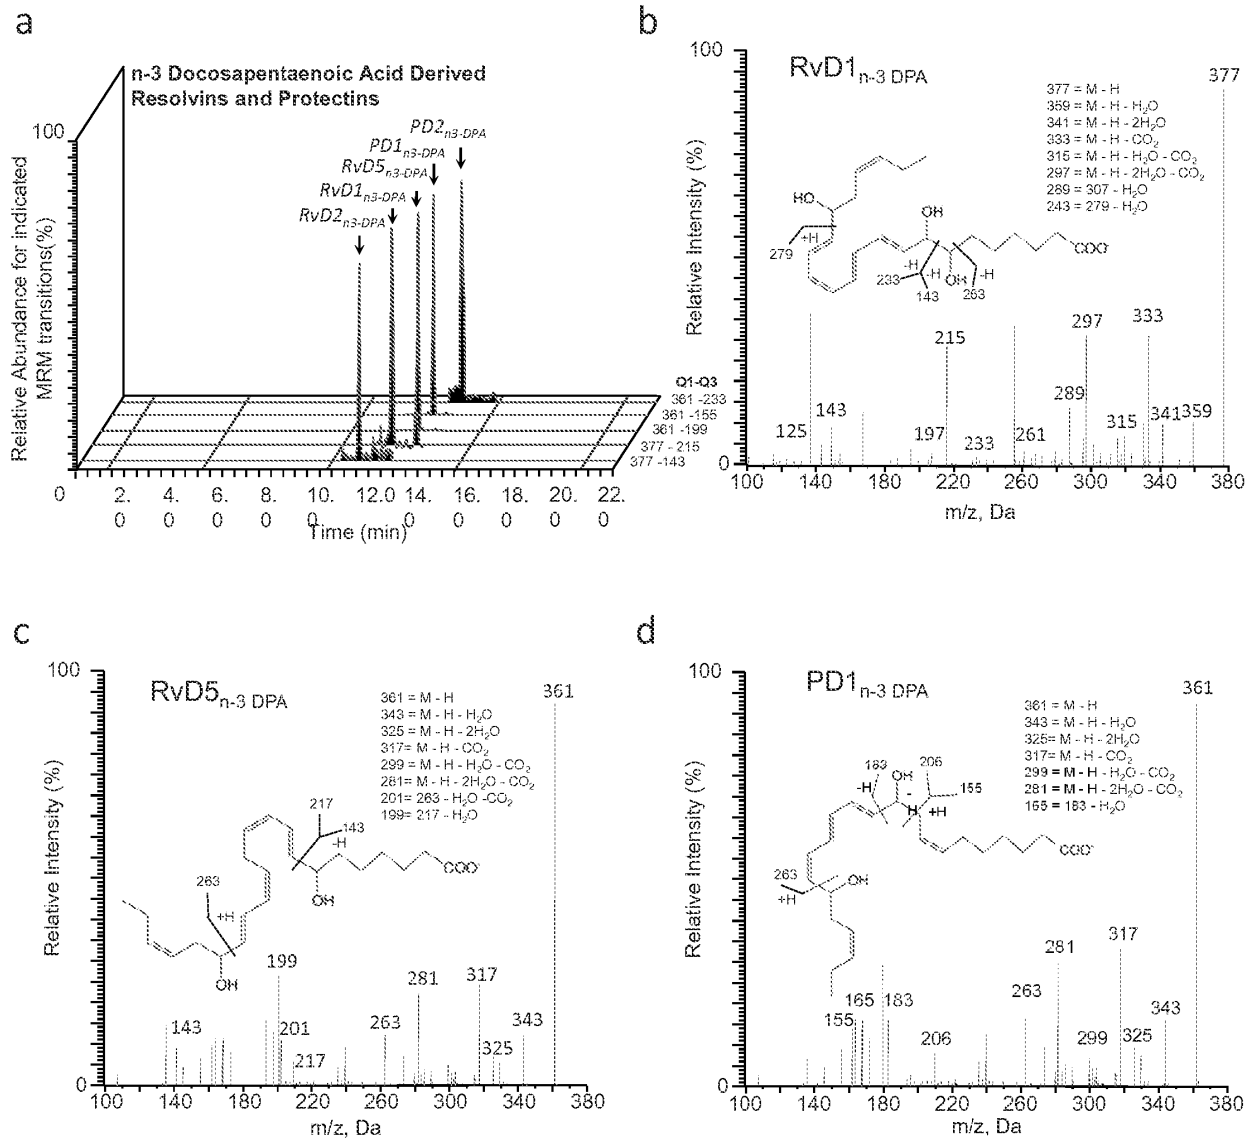 a
n-3 Docosapentaenoic Acid Derived
Resolvins and Protectins
100
Relative Abundance for indicated
MRM transitions(%)
PD2n3-DPA
PD1n3-DPA
RvD5n3-DPA
RvD1n3-DPA
RvD2n3-DPA
Q1-Q3
361 -233
361 -155
361 -199
377 - 215
377 -143
0 2. 4. 6. 8. 10. 12.0 14. 16. 18. 20. 22.
0 0 0 0 0 0 0 0 0 0
Time (min)
b
100
RvD1n-3 DPA
377
377 = M - H
359 = M - H - H2O
341 = M - H - 2H2O
333 = M - H - CO2
315 = M - H - H2O - CO2
297 = M - H - 2H2O - CO2
289 = 307 - H2O
243 = 279 - H2O
Relative Intensity (%)
HO
OH
+H
279
COO-
-H
-H
OH
-H
233
143
263
297
333
215
289
143
125
197
233
261
315
341
359
0
100 140 180 220 260 300 340 380
m/z, Da
c
100
RvD5n-3 DPA
361
361 = M - H
343 = M - H - H2O
325 = M - H - 2H2O
317= M - H - CO2
299 = M - H - H2O - CO2
281= M - H - 2H2O - CO2
201= 263 - H2O -CO2
199= 217 - H2O
Relative Intensity (%)
217
143
-H
COO-
OH
263
+H
OH
199
281
317
143
201
263
343
217
325
0
100 140 180 220 260 300 340 380
m/z, Da
d
100
PD1n-3 DPA
361
361 = M - H
343 = M - H - H2O
325= M - H - 2H2O
317= M - H - CO2
299 = M - H - H2O - CO2
281 = M - H - 2H2O - CO2
165 = 183 - H2O
Relative Intensity (%)
183
OH
206
155
-H
-
H
+H
COO-
263
+H
OH
281
317
165
183
263
343
155
206
299
325
0
100 140 180 220 260 300 340 380
m/z, Da